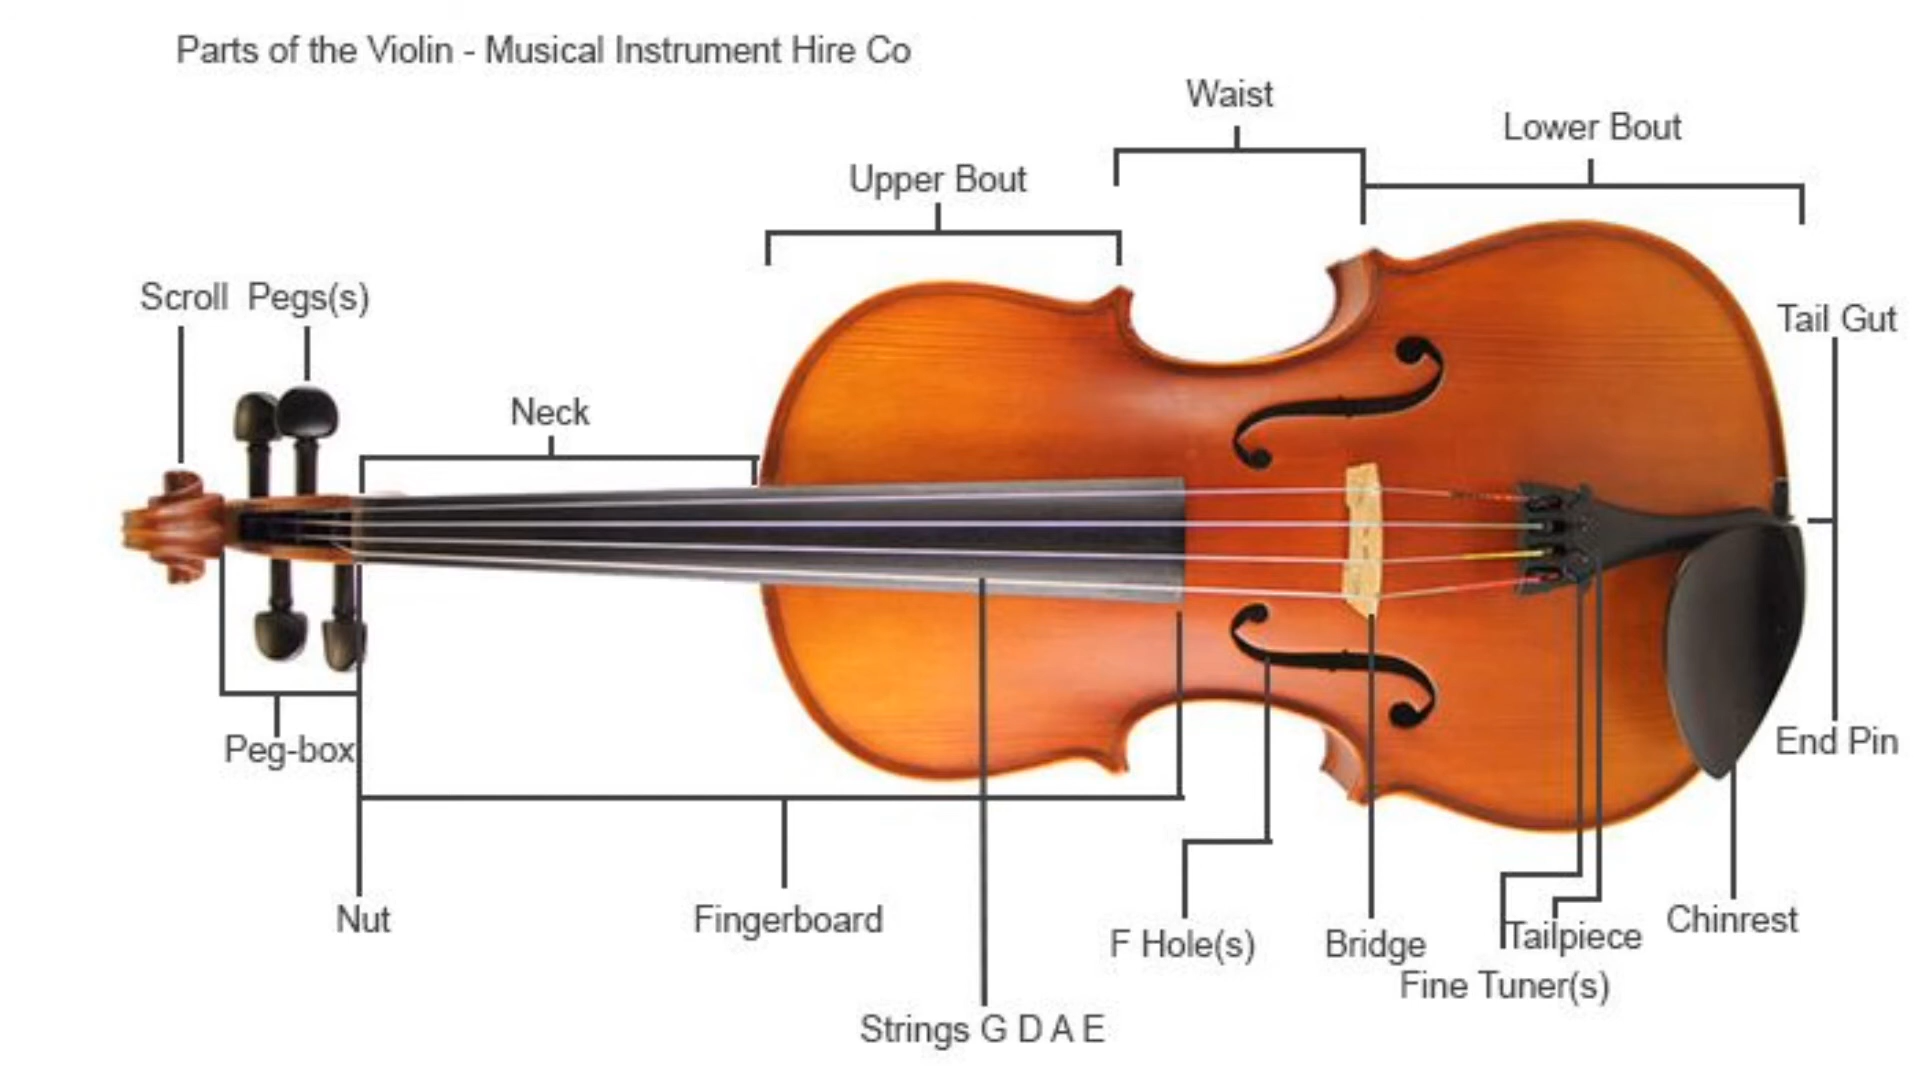 Parts of the Violin - Musical Instrument Hire Co
Waist
Lower Bout
Upper Bout
Scroll Pegs(s)
Tail Gut
Neck
Peg-box
End Pin
Nut
Fingerboard
F Hole(s)
Bridge
Tailpiece
Chinrest
Fine Tuner(s)
Strings G D A E